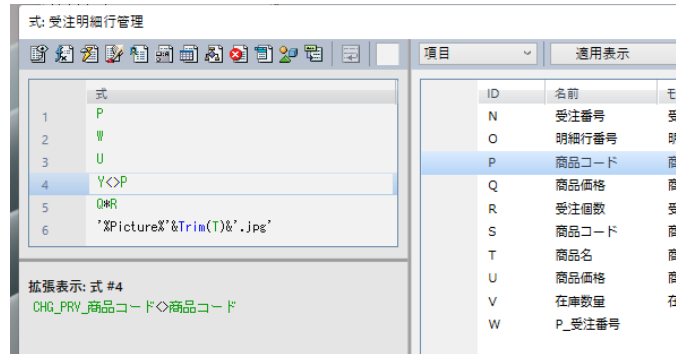 式: 受注明細行管理
項目
適用表示
式
1 P
2 W
3 U
4 Y<>P
5 Q*R
6 '%Picture%'&Trim(T)&'.jpg'
ID 名前
N 受注番号
O 明細行番号
P 商品コード
Q 商品価格
R 受注個数
S 商品コード
T 商品名
U 商品価格
V 在庫数量
W P_受注番号
拡張表示: 式 #4
CHG_PRV_商品コード<>商品コード